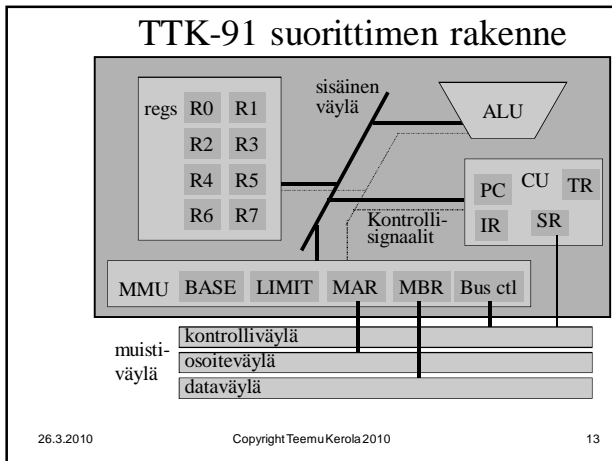 TTK-91 suorittimen rakenne
sisäinen
väylä
regs R0 R1
R2 R3
R4 R5
R6 R7
ALU
PC CU TR
IR SR
Kontrolli-
signaalit
MMU BASE LIMIT MAR MBR Bus ctl
muisti-
väylä
kontrolliväylä
osoiteväylä
dataväylä
26.3.2010 Copyright Teemu Kerola 2010 13